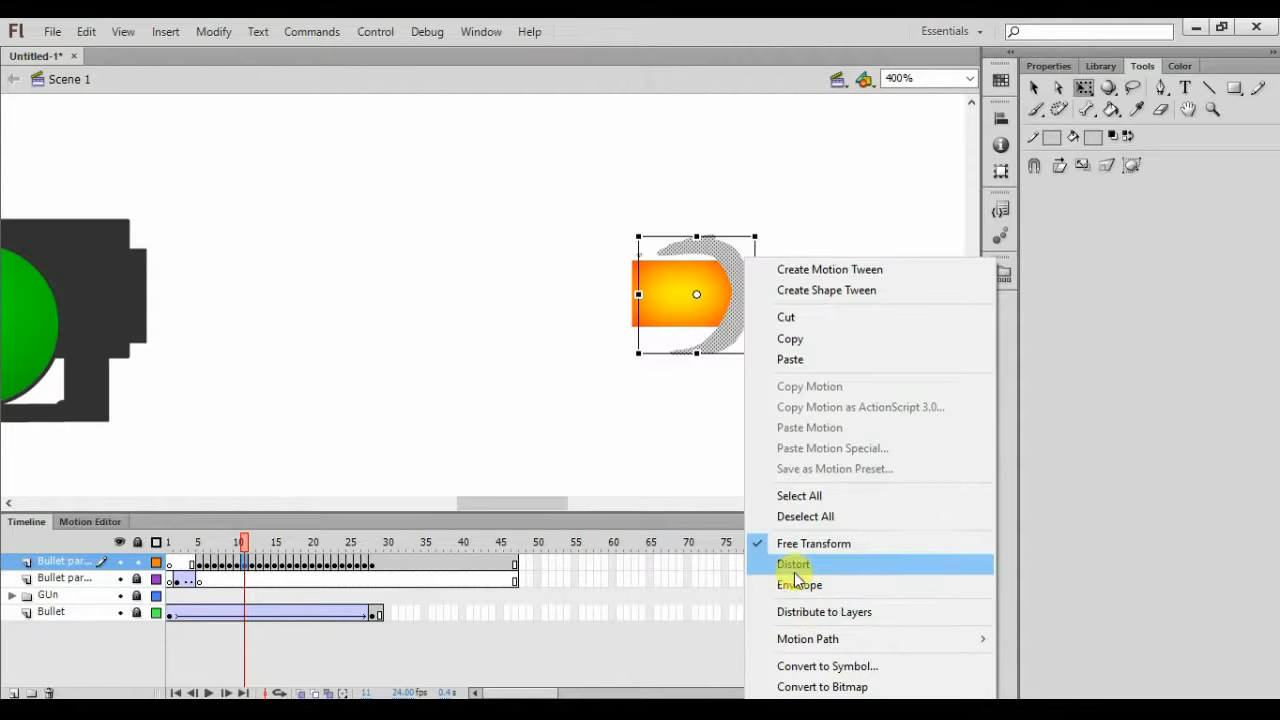 Fl File Edit View Insert Modify Text Commands Control Debug Window Help Essentials
Untitled-1* ×
Scene 1 400%
Properties Library Tools Color
Create Motion Tween
Create Shape Tween
Cut
Copy
Paste
Copy Motion
Copy Motion as ActionScript 3.0...
Paste Motion
Paste Motion Special...
Save as Motion Preset...
Select All
Deselect All
Free Transform
Distort
Envelope
Distribute to Layers
Motion Path
Convert to Symbol...
Convert to Bitmap
Timeline Motion Editor
1 5 10 15 20 25 30 35 40 45 50 55 60 65 70 75
Bullet par...
Bullet par...
GUn
Bullet
11 24.00 fps 0.4 s